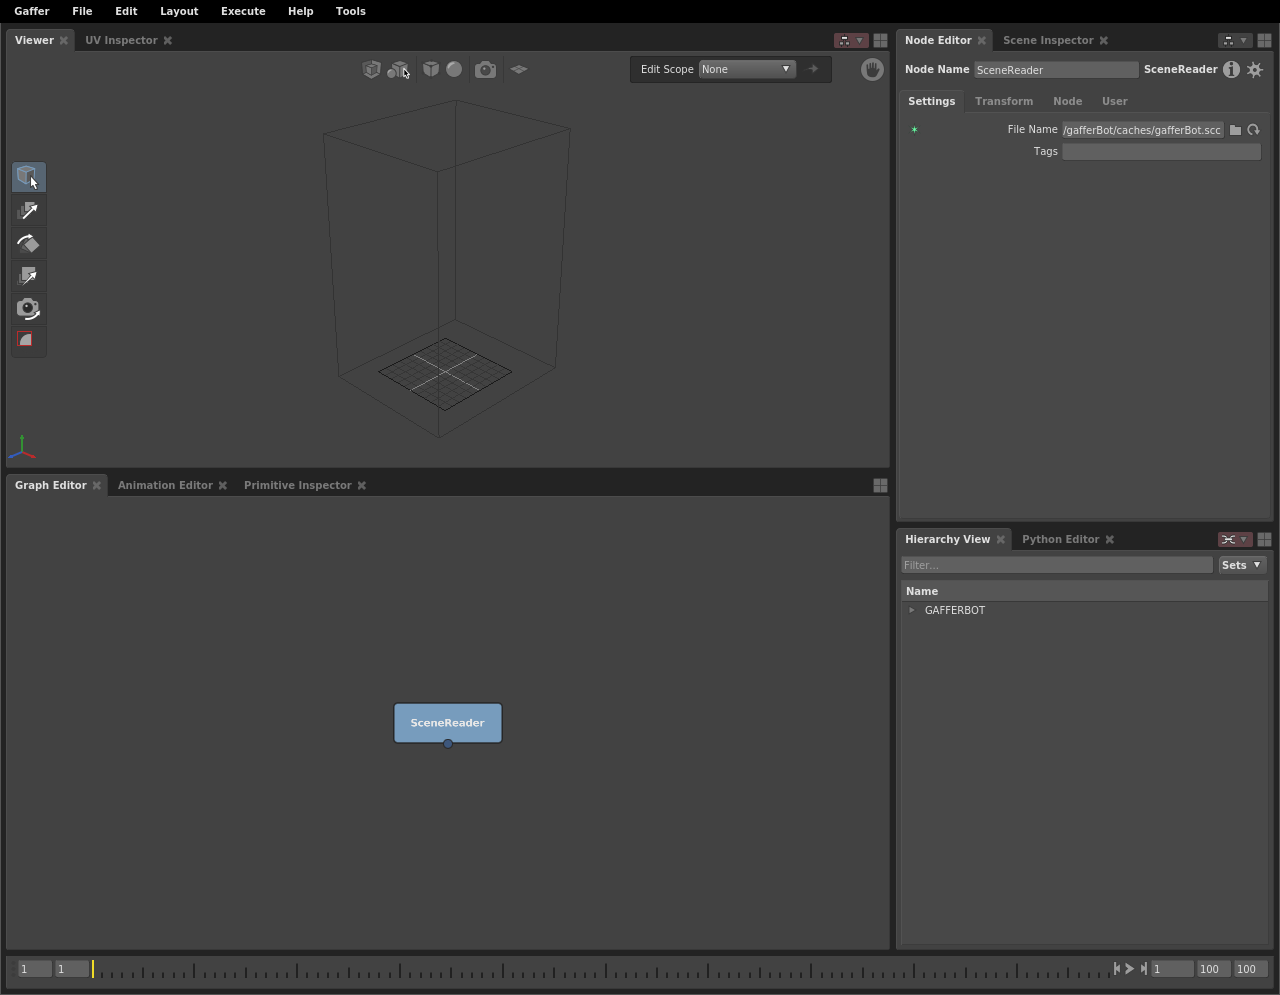 Gaffer File Edit Layout Execute Help Tools
Viewer UV Inspector
Edit Scope None
Node Editor Scene Inspector
Node Name SceneReader SceneReader
Settings Transform Node User
File Name /gafferBot/caches/gafferBot.scc
Tags
Graph Editor Animation Editor Primitive Inspector
SceneReader
Hierarchy View Python Editor
Filter... Sets
Name
GAFFERBOT
1 1 1 100 100